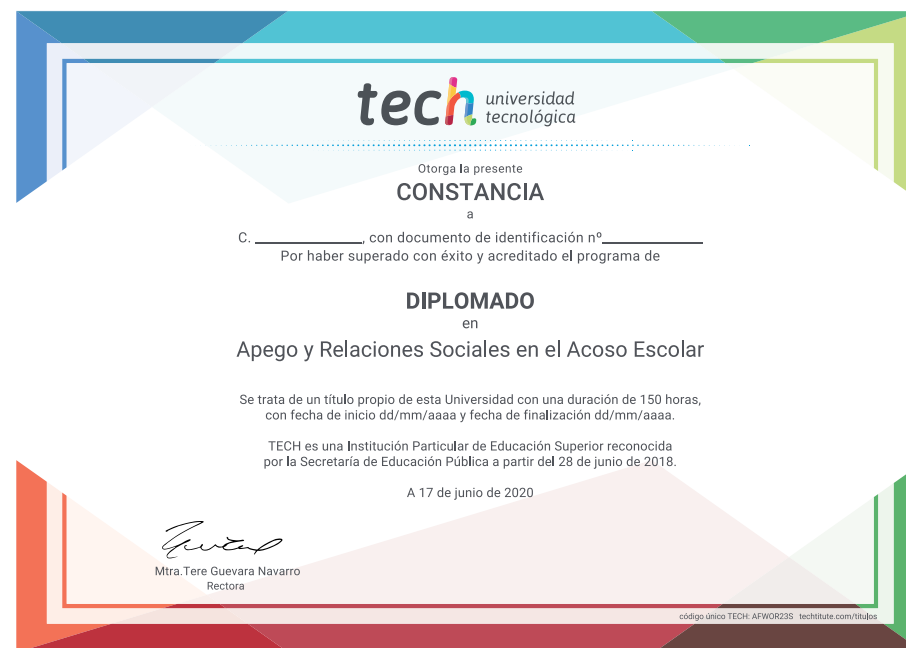 tech universidad
tecnológica
Otorga la presente
CONSTANCIA
a
C. ____________, con documento de identificación nº____________
Por haber superado con éxito y acreditado el programa de
DIPLOMADO
en
Apego y Relaciones Sociales en el Acoso Escolar
Se trata de un título propio de esta Universidad con una duración de 150 horas,
con fecha de inicio dd/mm/aaaa y fecha de finalización dd/mm/aaaa.
TECH es una Institución Particular de Educación Superior reconocida
por la Secretaría de Educación Pública a partir del 28 de junio de 2018.
A 17 de junio de 2020
Mtra.Tere Guevara Navarro
Rectora
código único TECH: AFWOR23S techtitute.com/titulos